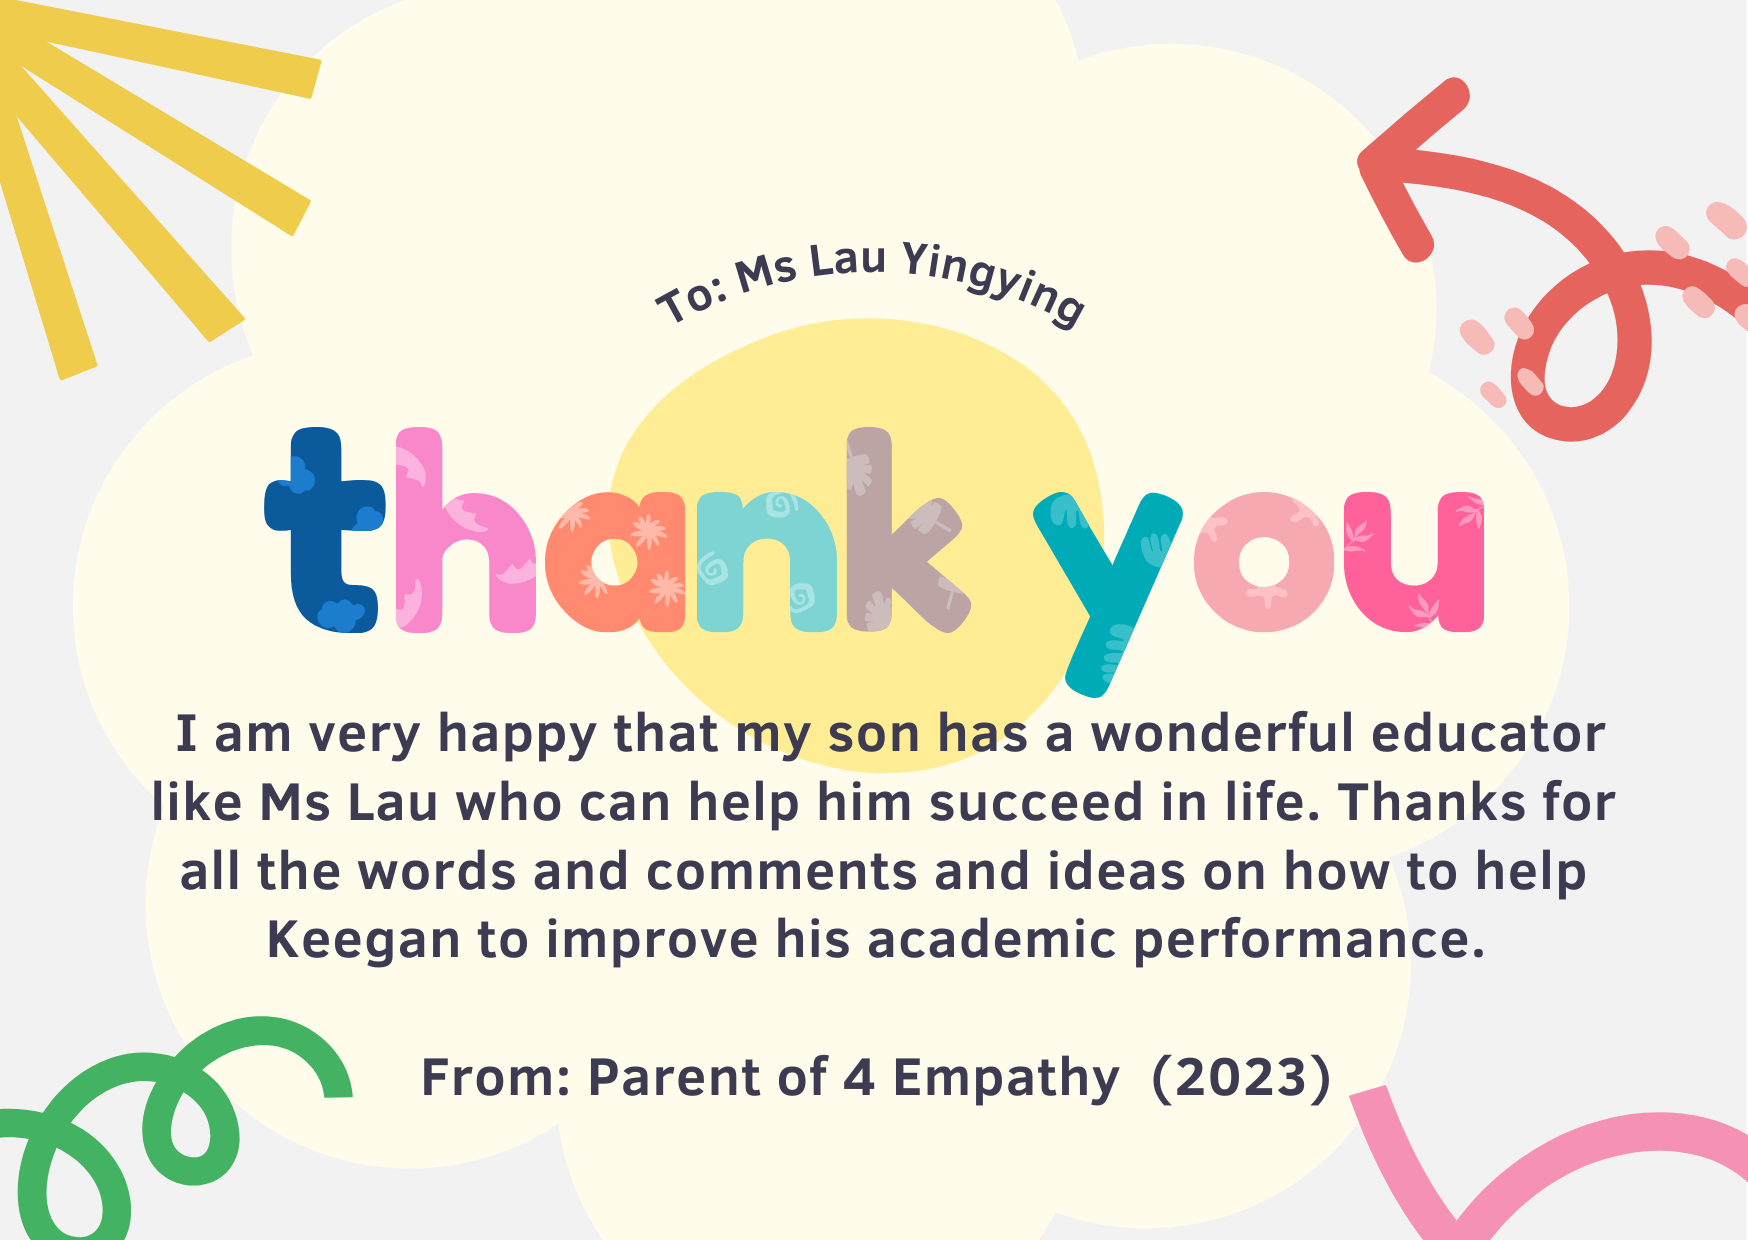 To: Ms Lau Yingying
thank you
I am very happy that my son has a wonderful educator
like Ms Lau who can help him succeed in life. Thanks for
all the words and comments and ideas on how to help
Keegan to improve his academic performance.
From: Parent of 4 Empathy  (2023)